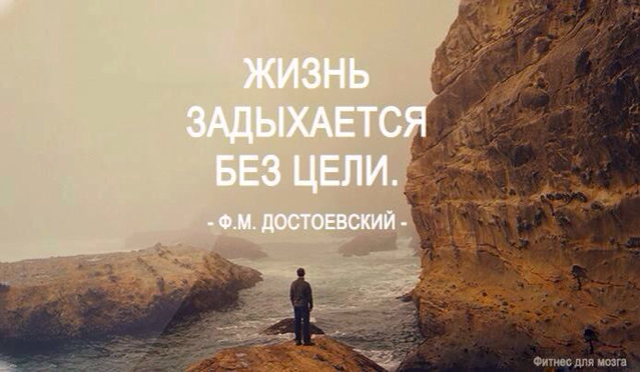 ЖИЗНЬ
ЗАДЫХАЕТСЯ
БЕЗ ЦЕЛИ.
- Ф.М. ДОСТОЕВСКИЙ -
Фитнес для мозга